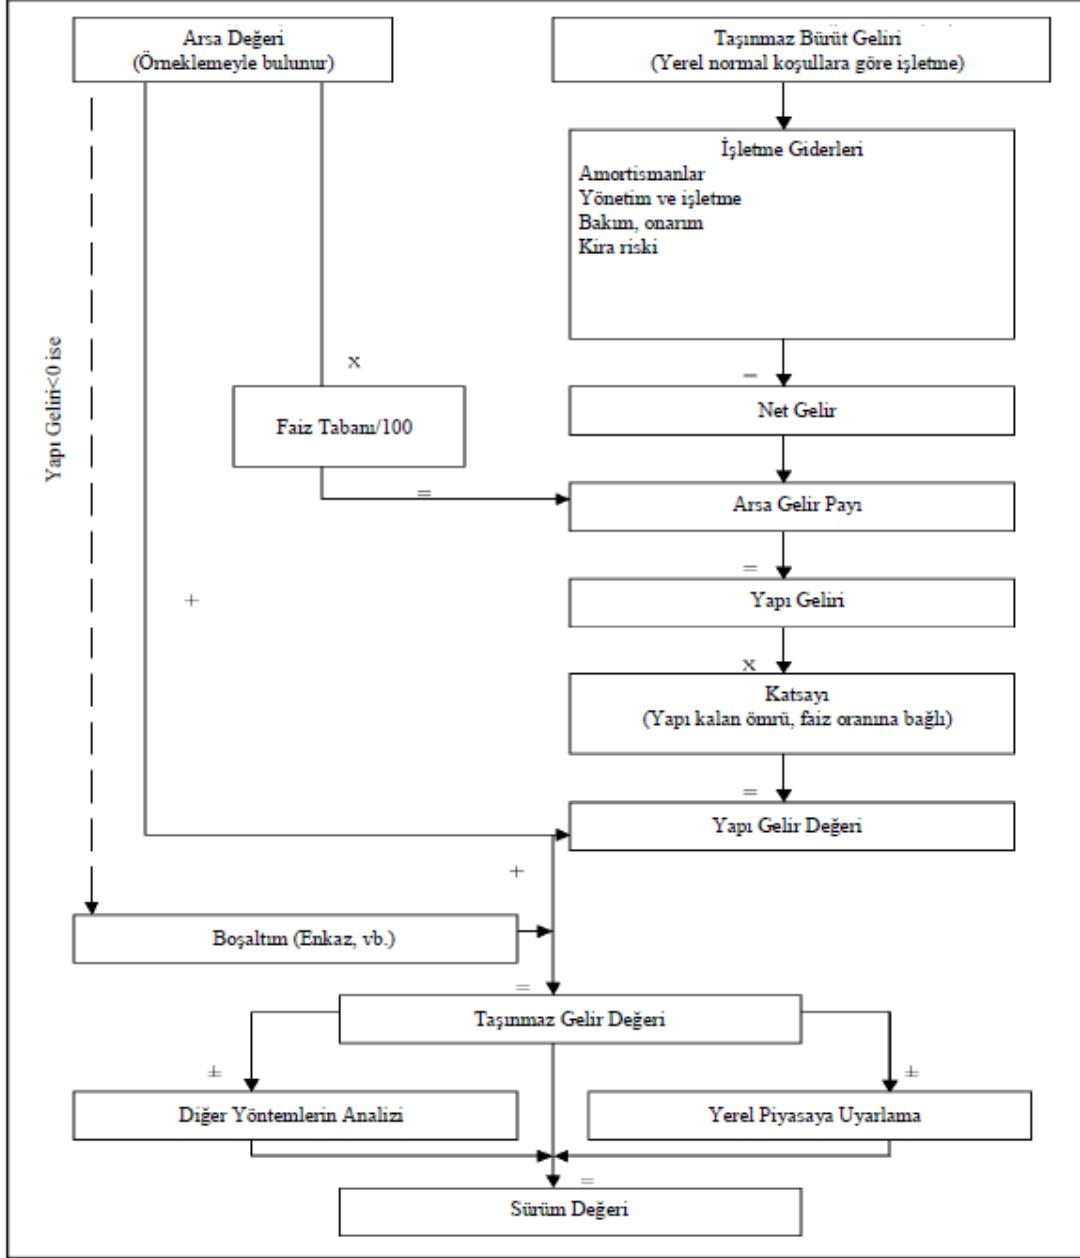 Arsa Değeri
(Örneklemeyle bulunur)
Taşınmaz Bürüt Geliri
(Yerel normal koşullara göre işletme)
İşletme Giderleri
Amortismanlar
Yönetim ve işletme
Bakım, onarım
Kira riski
Yapı Geliri<0 ise
x
–
Faiz Tabanı/100
Net Gelir
=
Arsa Gelir Payı
=
+
Yapı Geliri
x
Katsayı
(Yapı kalan ömrü, faiz oranına bağlı)
=
Yapı Gelir Değeri
+
Boşaltım (Enkaz, vb.)
=
Taşınmaz Gelir Değeri
±
±
Diğer Yöntemlerin Analizi
Yerel Piyasaya Uyarlama
=
Sürüm Değeri